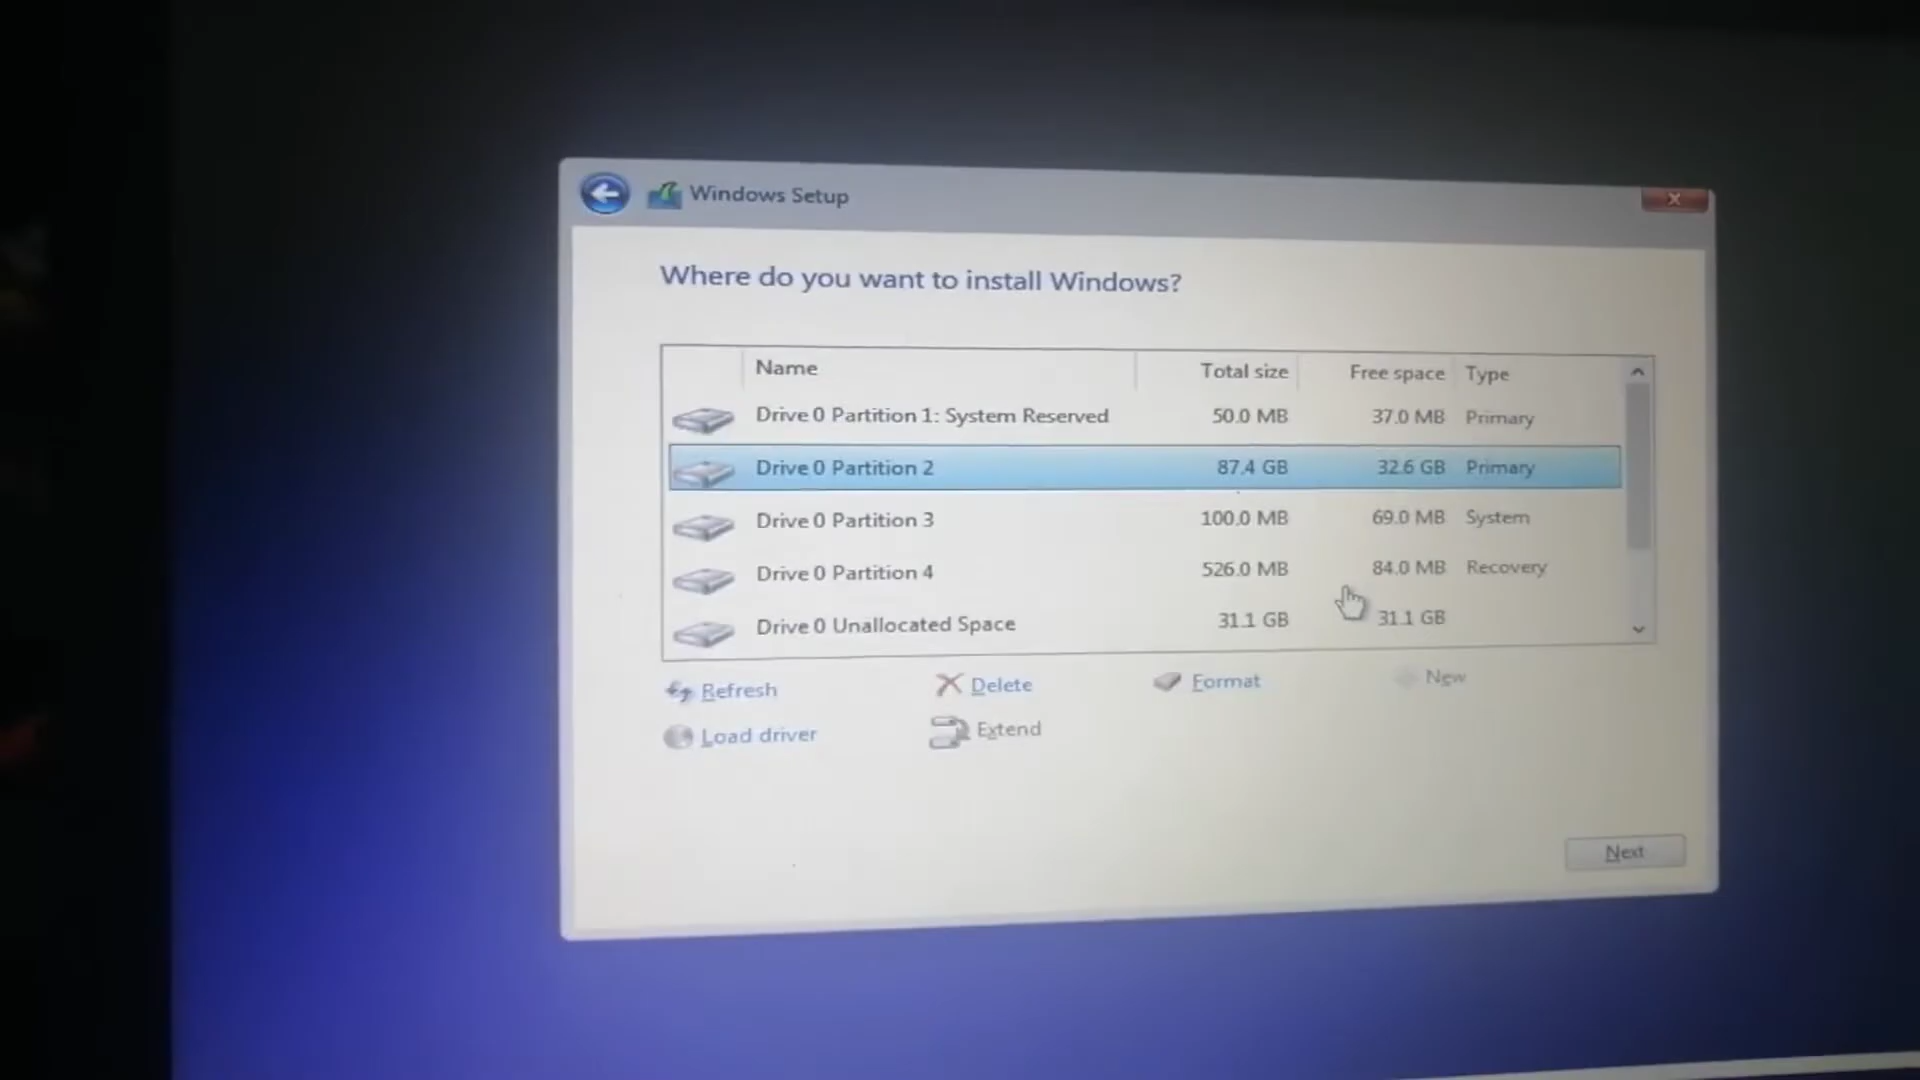 Windows Setup
Where do you want to install Windows?
Name Total size Free space Type
Drive 0 Partition 1: System Reserved 50.0 MB 37.0 MB Primary
Drive 0 Partition 2 87.4 GB 32.6 GB Primary
Drive 0 Partition 3 100.0 MB 69.0 MB System
Drive 0 Partition 4 526.0 MB 84.0 MB Recovery
Drive 0 Unallocated Space 31.1 GB 31.1 GB
Refresh Delete Format New
Load driver Extend
Next